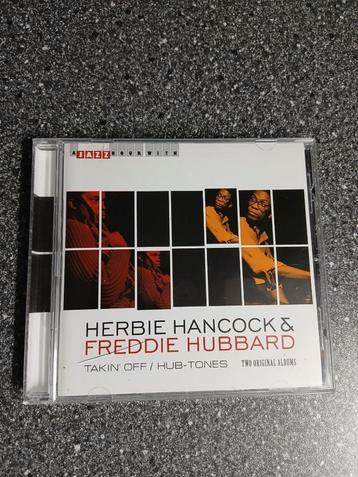 A JAZZ HOUR WITH
HERBIE HANCOCK &
FREDDIE HUBBARD
TAKIN' OFF / HUB-TONES TWO ORIGINAL ALBUMS